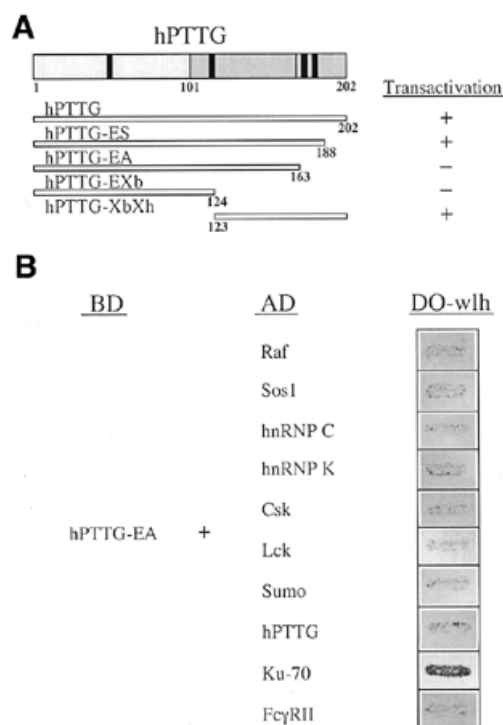 A
hPTTG
1 101 202
Transactivation
hPTTG +
202
hPTTG-ES +
188
hPTTG-EA −
163
hPTTG-EXb −
124
hPTTG-XbXh +
123
B
BD AD DO-wlh
Raf
Sos1
hnRNP C
hnRNP K
Csk
hPTTG-EA +
Lck
Sumo
hPTTG
Ku-70
FcγRII